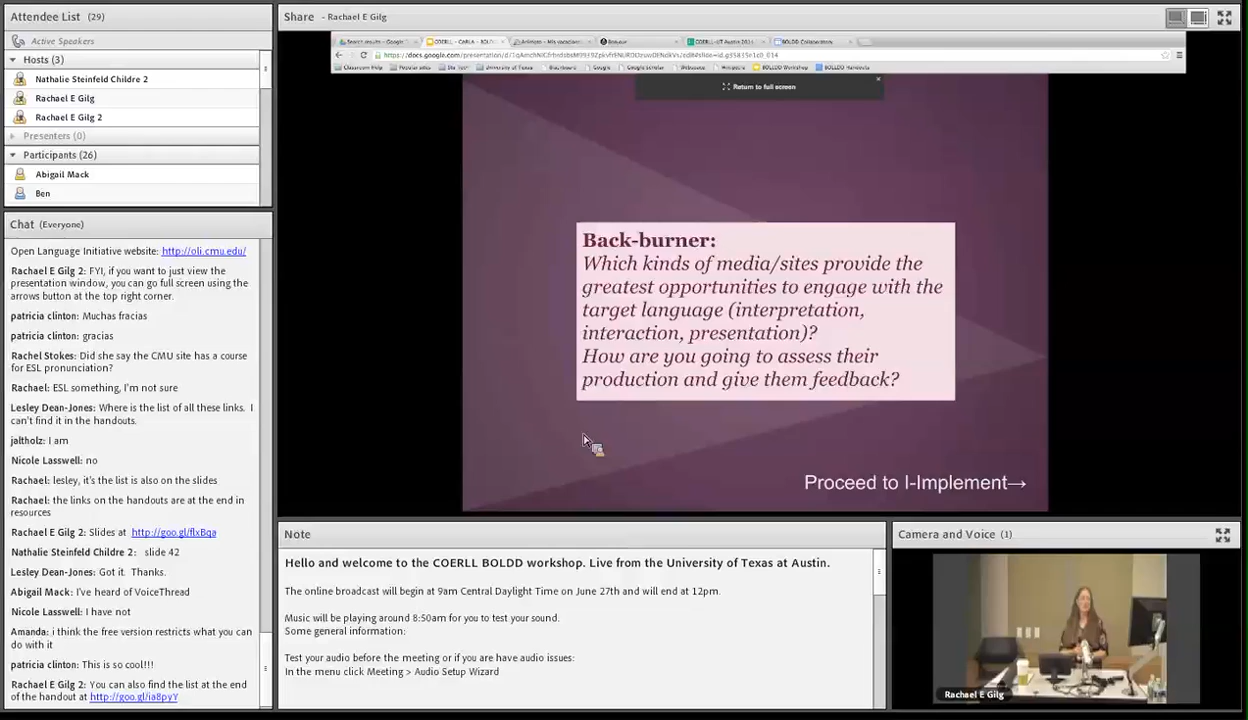 Attendee List (29)
Active Speakers
Hosts (3)
Nathalie Steinfeld Childre 2
Rachael E Gilg
Rachael E Gilg 2
Presenters (0)
Participants (26)
Abigail Mack
Ben
Chat (Everyone)
Open Language Initiative website: http://oli.cmu.edu/
Rachael E Gilg 2: FYI, if you want to just view the
presentation window, you can go full screen using the
arrows button at the top right corner.
patricia clinton: Muchas fracias
patricia clinton: gracias
Rachel Stokes: Did she say the CMU site has a course
for ESL pronunciation?
Rachael: ESL something, I'm not sure
Lesley Dean-Jones: Where is the list of all these links. I
can't find it in the handouts.
jaltholz: I am
Nicole Lasswell: no
Rachael: lesley, it's the list is also on the slides
Rachael: the links on the handouts are at the end in
resources
Rachael E Gilg 2: Slides at http://goo.gl/flxBqa
Nathalie Steinfeld Childre 2: slide 42
Lesley Dean-Jones: Got it. Thanks.
Abigail Mack: I've heard of VoiceThread
Nicole Lasswell: I have not
Amanda: i think the free version restricts what you can
do with it
patricia clinton: This is so cool!!!
Rachael E Gilg 2: You can also find the list at the end
of the handout at http://goo.gl/ia8pyY
Share - Rachael E Gilg
Return to full screen
Back-burner:
Which kinds of media/sites provide the
greatest opportunities to engage with the
target language (interpretation,
interaction, presentation)?
How are you going to assess their
production and give them feedback?
Proceed to I-Implement→
Note
Hello and welcome to the COERLL BOLDD workshop. Live from the University of Texas at Austin.
The online broadcast will begin at 9am Central Daylight Time on June 27th and will end at 12pm.
Music will be playing around 8:50am for you to test your sound.
Some general information:
Test your audio before the meeting or if you are have audio issues:
In the menu click Meeting > Audio Setup Wizard
Camera and Voice (1)
Rachael E Gilg